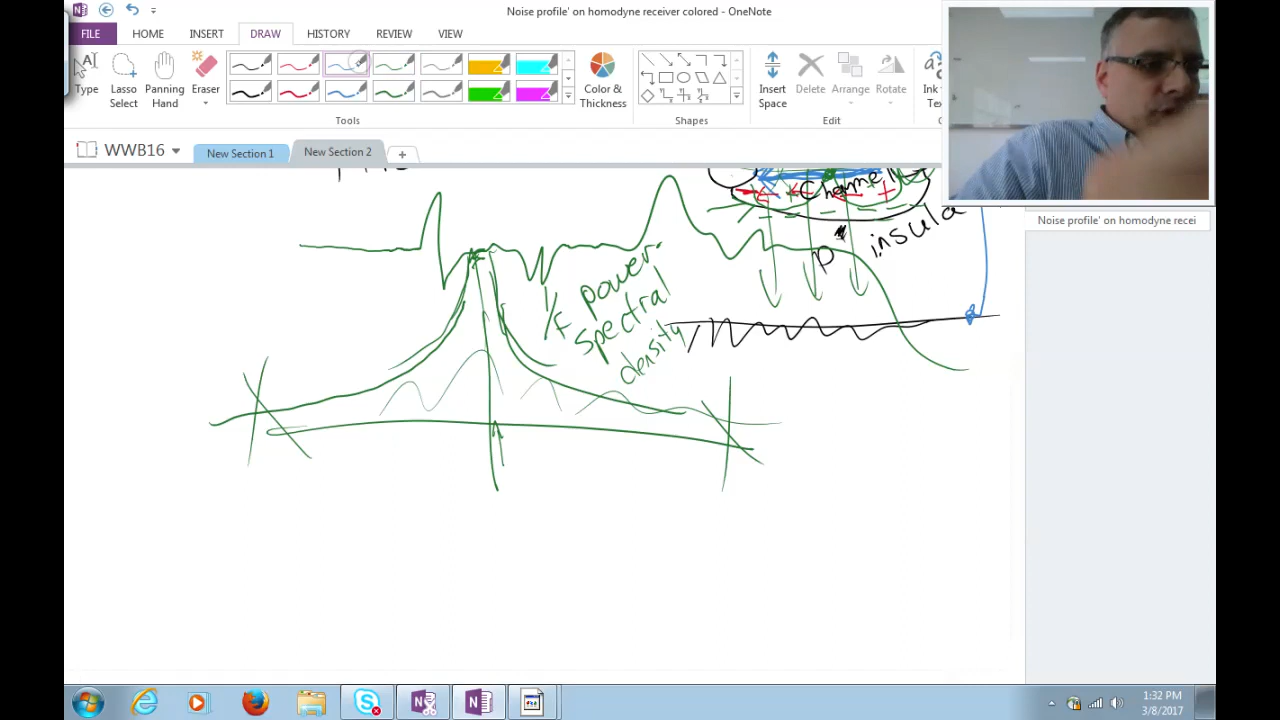 Noise profile' on homodyne receiver colored - OneNote
FILE
HOME
INSERT
DRAW
HISTORY
REVIEW
VIEW
Type
Lasso
Select
Panning
Hand
Eraser
Color &
Thickness
Insert
Space
Delete
Arrange
Rotate
Ink to
Tools
Shapes
Edit
WWB16
New Section 1
New Section 2
Noise profile' on homodyne recei
Channel
P
insula
1/F power
spectral
density
1:32 PM
3/8/2017